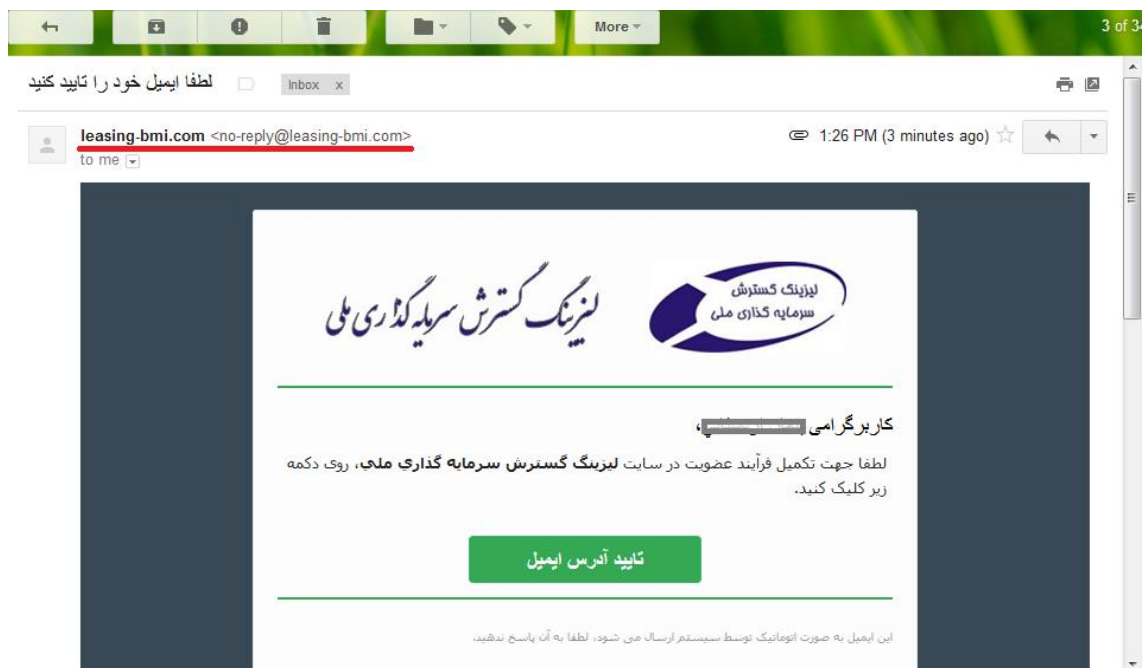 More
3 of 34
لطفا ایمیل خود را تایید کنید
Inbox x
leasing-bmi.com <no-reply@leasing-bmi.com>
1:26 PM (3 minutes ago)
to me
لیزینگ گسترش سرمایه گذاری ملی
لیزینگ گسترش
سرمایه گذاری ملی
کاربر گرامی ،
لطفا جهت تکمیل فرآیند عضویت در سایت لیزینگ گسترش سرمایه گذاری ملی، روی دکمه
زیر کلیک کنید.
تایید آدرس ایمیل
این ایمیل به صورت اتوماتیک توسط سیستم ارسال می شود، لطفا به آن پاسخ ندهید.